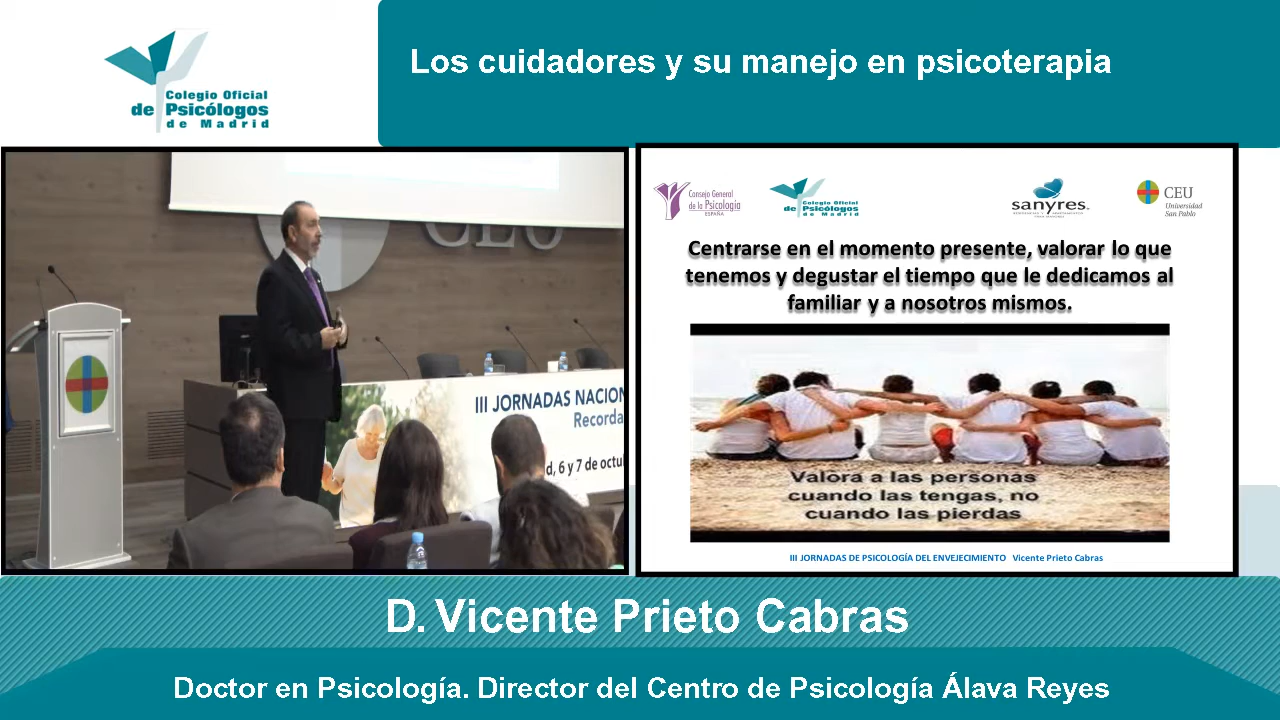 Colegio Oficial
de Psicólogos
de Madrid
Los cuidadores y su manejo en psicoterapia
CEU
III JORNADAS NACION
Recorda
d, 6 y 7 de octu
Consejo General
de la Psicología
ESPAÑA
Colegio Oficial
de Psicólogos
de Madrid
sanyres.
CEU
Universidad
San Pablo
Centrarse en el momento presente, valorar lo que
tenemos y degustar el tiempo que le dedicamos al
familiar y a nosotros mismos.
Valora a las personas
cuando las tengas, no
cuando las pierdas
III JORNADAS DE PSICOLOGÍA DEL ENVEJECIMIENTO Vicente Prieto Cabras
D. Vicente Prieto Cabras
Doctor en Psicología. Director del Centro de Psicología Álava Reyes